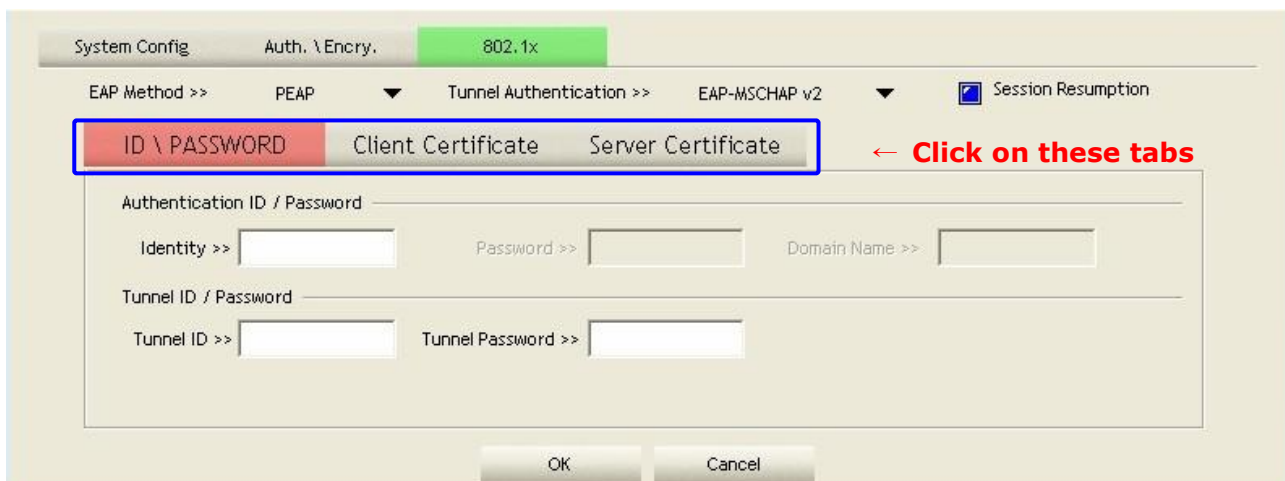 System Config Auth. \ Encry. 802.1x
EAP Method >> PEAP Tunnel Authentication >> EAP-MSCHAP v2 Session Resumption
ID \ PASSWORD Client Certificate Server Certificate ← Click on these tabs
Authentication ID / Password
Identity >> Password >> Domain Name >>
Tunnel ID / Password
Tunnel ID >> Tunnel Password >>
OK Cancel